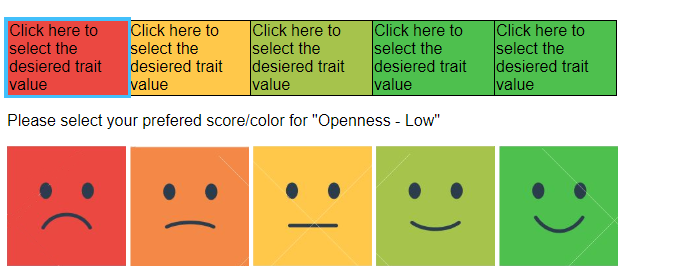 Click here to select the desiered trait value
Click here to select the desiered trait value
Click here to select the desiered trait value
Click here to select the desiered trait value
Click here to select the desiered trait value
Please select your prefered score/color for "Openness - Low"